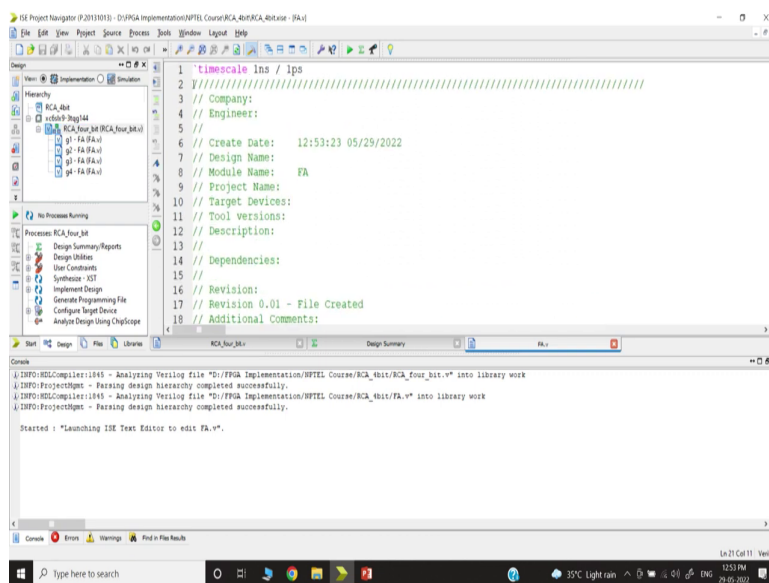 ISE Project Navigator (P.20131013) - D:\FPGA Implementation\NPTEL Course\RCA_4bit\RCA_4bit.xise - [FA.v]
File Edit View Project Source Process Tools Window Layout Help
Design
View: Implementation Simulation
Hierarchy
RCA_4bit
xc6slx9-3tqg144
RCA_four_bit (RCA_four_bit.v)
g1 - FA (FA.v)
g2 - FA (FA.v)
g3 - FA (FA.v)
g4 - FA (FA.v)
No Processes Running
Processes: RCA_four_bit
Design Summary/Reports
Design Utilities
User Constraints
Synthesize - XST
Implement Design
Generate Programming File
Configure Target Device
Analyze Design Using ChipScope
Start Design Files Libraries
1 `timescale 1ns / 1ps
2 //////////////////////////////////////////////////////////////////////////////////
3 // Company:
4 // Engineer:
5 //
6 // Create Date: 12:53:23 05/29/2022
7 // Design Name:
8 // Module Name: FA
9 // Project Name:
10 // Target Devices:
11 // Tool versions:
12 // Description:
13 //
14 // Dependencies:
15 //
16 // Revision:
17 // Revision 0.01 - File Created
18 // Additional Comments:
RCA_four_bit.v Design Summary FA.v
Console
INFO:HDLCompiler:1845 - Analyzing Verilog file "D:/FPGA Implementation/NPTEL Course/RCA_4bit/RCA_four_bit.v" into library work
INFO:ProjectMgmt - Parsing design hierarchy completed successfully.
INFO:HDLCompiler:1845 - Analyzing Verilog file "D:/FPGA Implementation/NPTEL Course/RCA_4bit/FA.v" into library work
INFO:ProjectMgmt - Parsing design hierarchy completed successfully.
Started : "Launching ISE Text Editor to edit FA.v".
Console Errors Warnings Find in Files Results
Ln 21 Col 11 Veri
Type here to search
35°C Light rain ENG
12:53 PM
29-05-2022